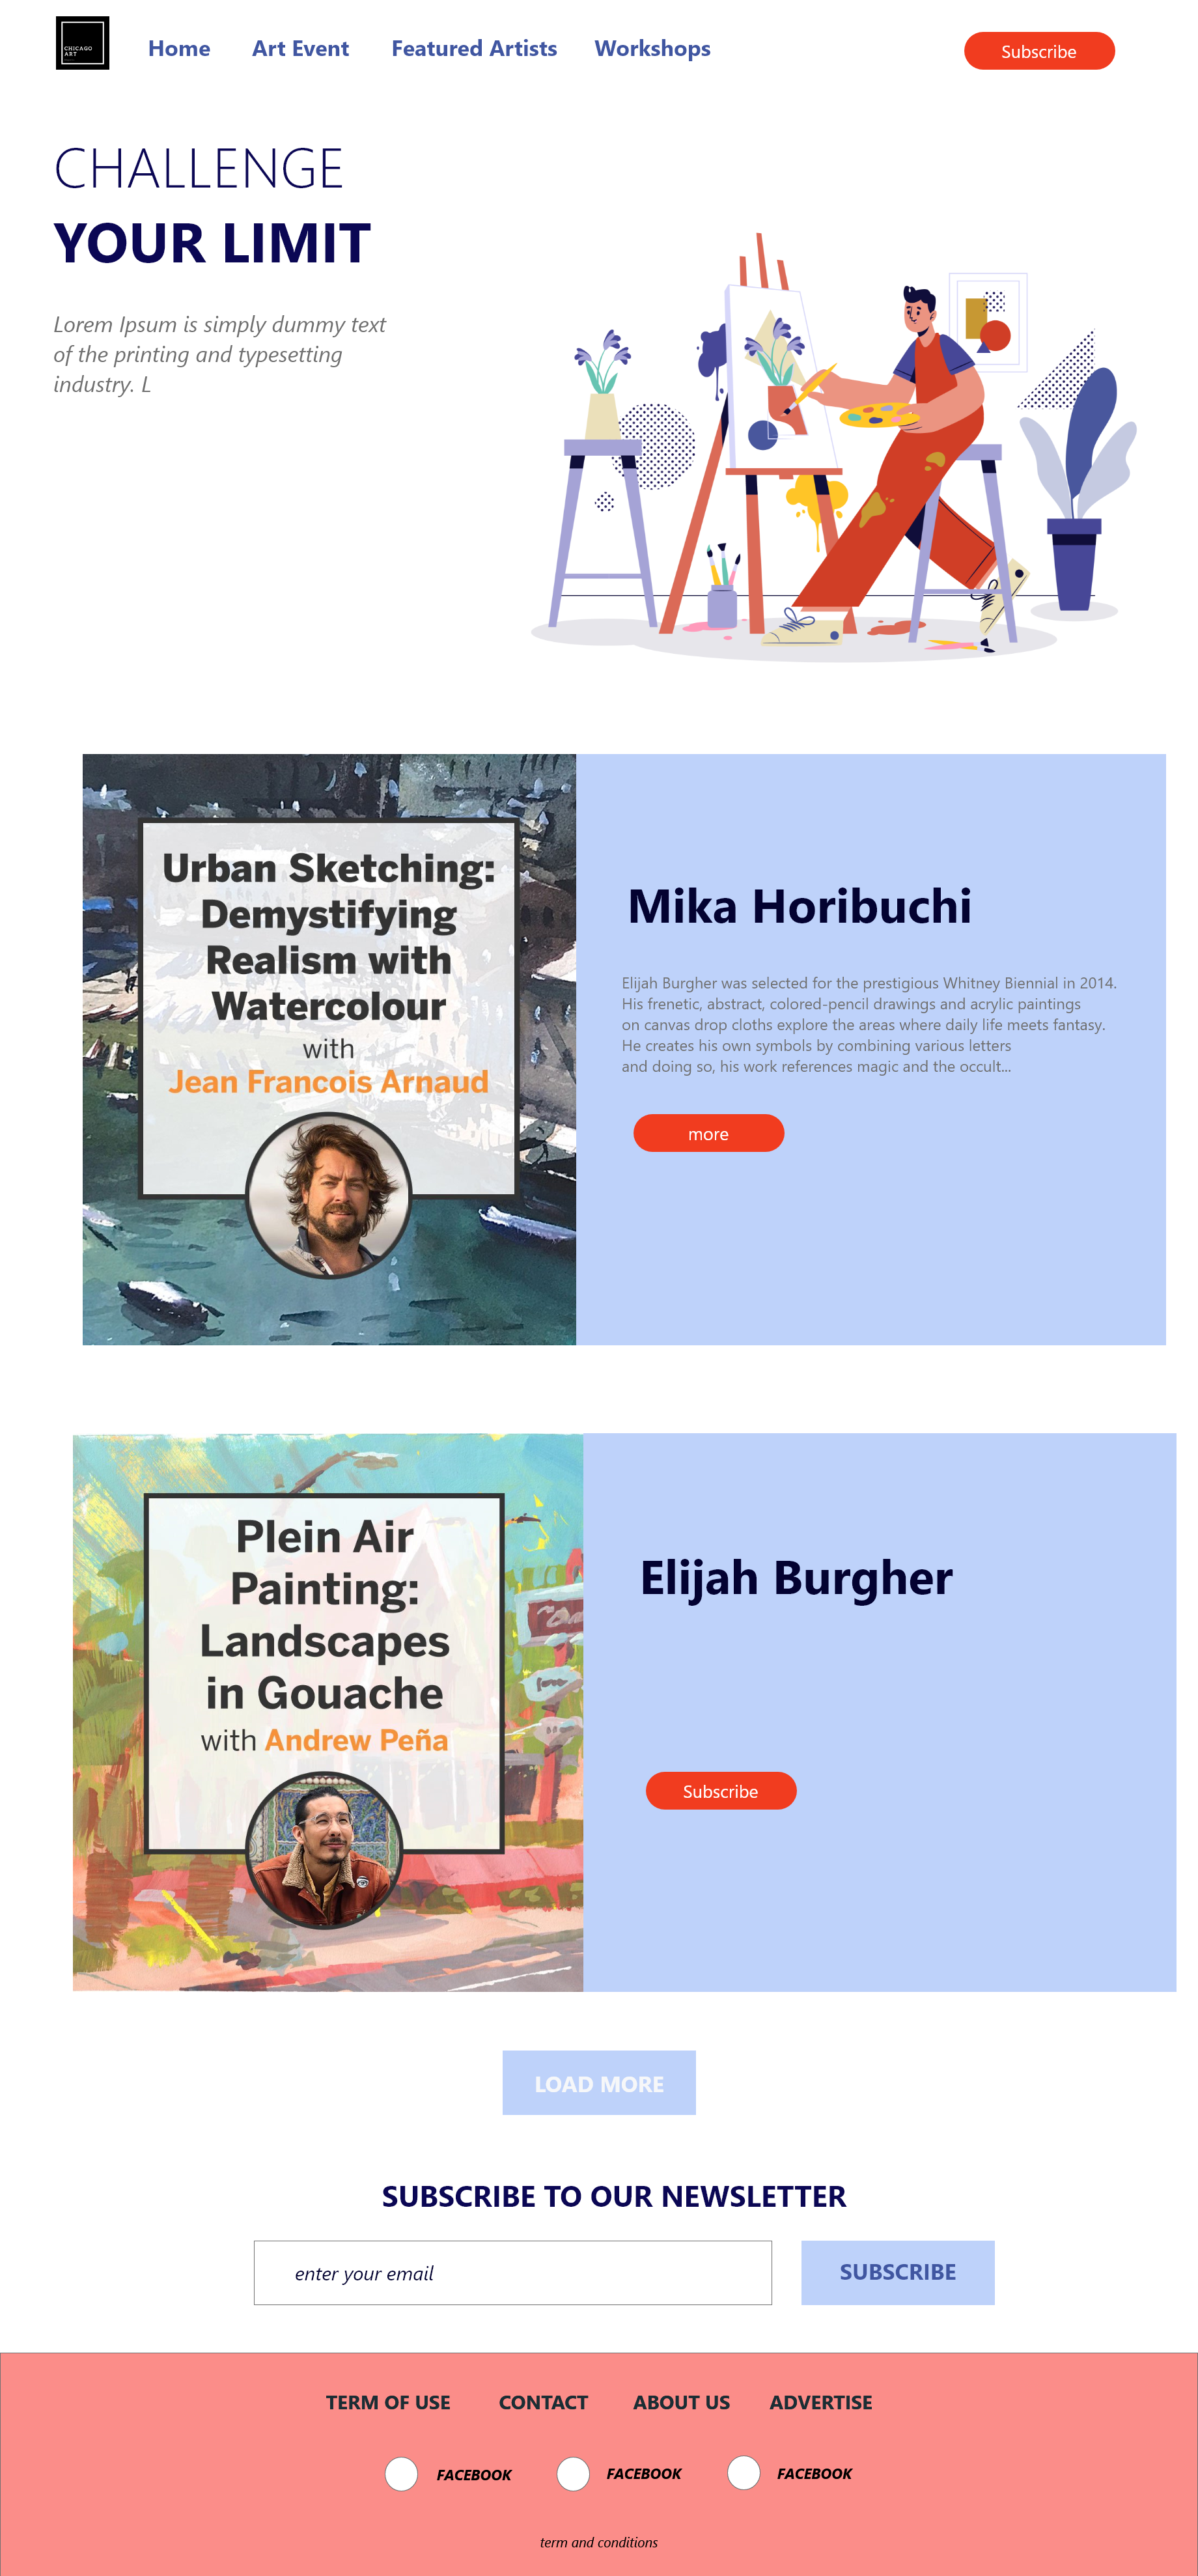 CHICAGO
ART
Home Art Event Featured Artists Workshops
Subscribe
CHALLENGE
YOUR LIMIT
Lorem Ipsum is simply dummy text
of the printing and typesetting
industry. L
Urban Sketching:
Demystifying
Realism with
Watercolour
with
Jean Francois Arnaud
Mika Horibuchi
Elijah Burgher was selected for the prestigious Whitney Biennial in 2014.
His frenetic, abstract, colored-pencil drawings and acrylic paintings
on canvas drop cloths explore the areas where daily life meets fantasy.
He creates his own symbols by combining various letters
and doing so, his work references magic and the occult...
more
Plein Air
Painting:
Landscapes
in Gouache
with Andrew Peña
Elijah Burgher
Subscribe
LOAD MORE
SUBSCRIBE TO OUR NEWSLETTER
enter your email
SUBSCRIBE
TERM OF USE CONTACT ABOUT US ADVERTISE
FACEBOOK FACEBOOK FACEBOOK
term and conditions